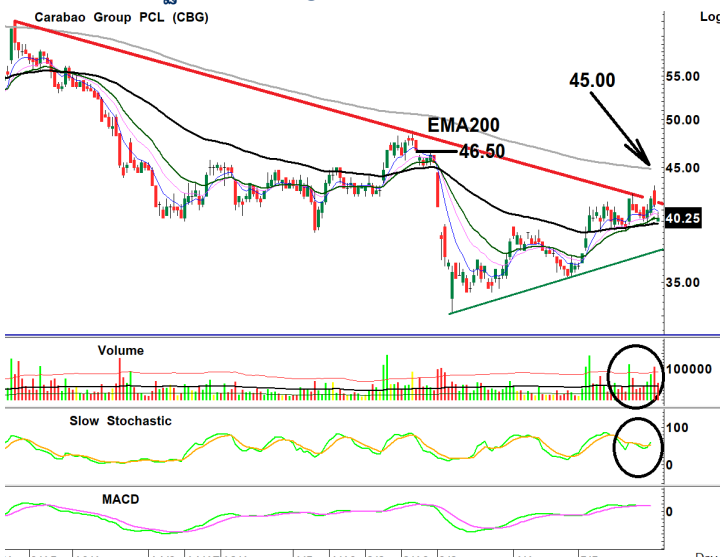 Carabao Group PCL (CBG)
Log
55.00
45.00
50.00
EMA200
46.50
45.00
40.25
35.00
Volume
100000
Slow Stochastic
100
0
MACD
0